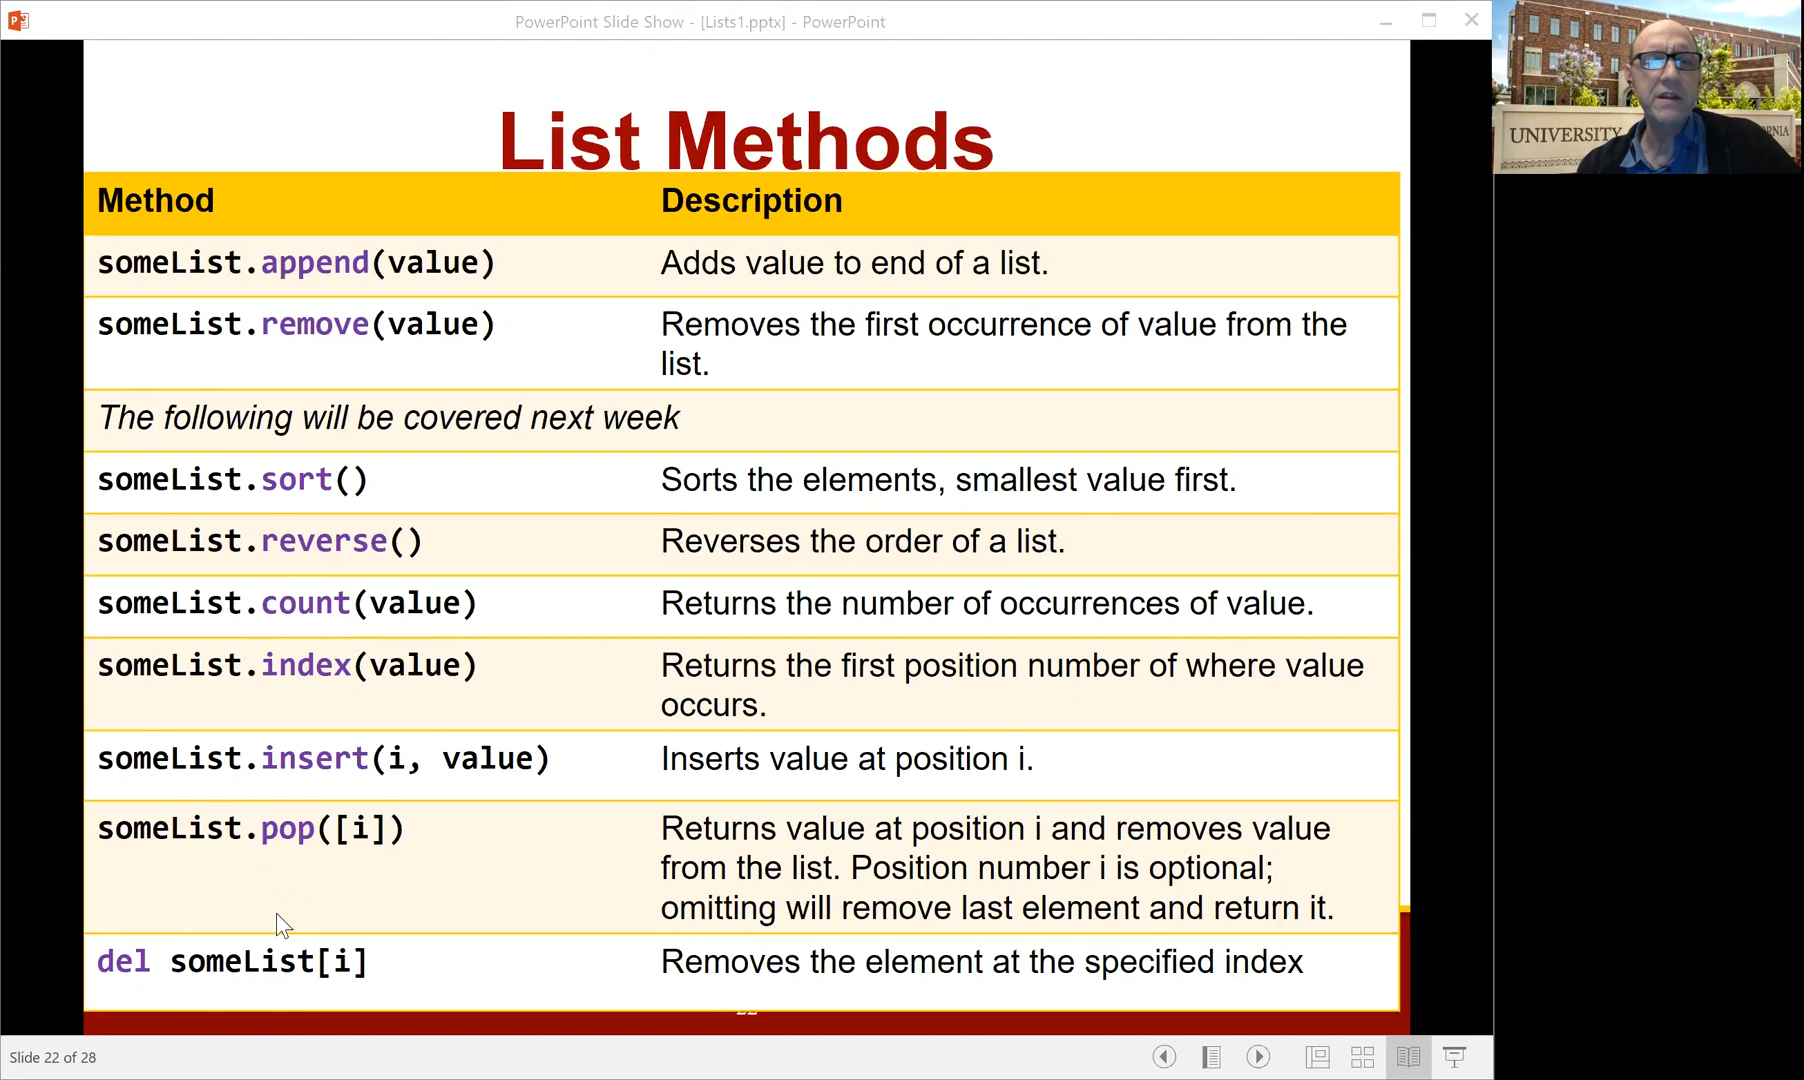 PowerPoint Slide Show - [Lists1.pptx] - PowerPoint
UNIVERSITY
List Methods
Method Description
someList.append(value) Adds value to end of a list.
someList.remove(value) Removes the first occurrence of value from the
list.
The following will be covered next week
someList.sort() Sorts the elements, smallest value first.
someList.reverse() Reverses the order of a list.
someList.count(value) Returns the number of occurrences of value.
someList.index(value) Returns the first position number of where value
occurs.
someList.insert(i, value) Inserts value at position i.
someList.pop([i]) Returns value at position i and removes value
from the list. Position number i is optional;
omitting will remove last element and return it.
del someList[i] Removes the element at the specified index
22
Slide 22 of 28